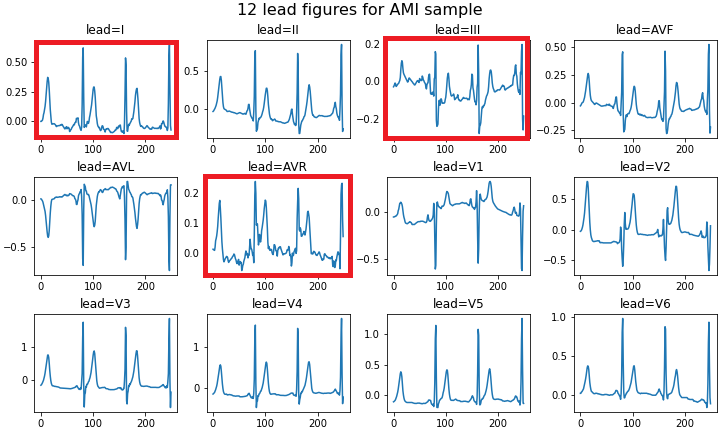 12 lead figures for AMI sample
lead=I lead=II lead=III lead=AVF
0.50 0.25 0.00 0 100 200
0.5 0.0 0 100 200
0.2 0.0 −0.2 0 100 200
0.50 0.25 0.00 −0.25 0 100 200
lead=AVL lead=AVR lead=V1 lead=V2
0.0 −0.5 0 100 200
0.2 0.1 0.0 0 100 200
0.0 −0.5 0 100 200
0.5 0.0 −0.5 0 100 200
lead=V3 lead=V4 lead=V5 lead=V6
1 0 0 100 200
1 0 0 100 200
1.0 0.5 0.0 0 100 200
1.0 0.5 0.0 0 100 200